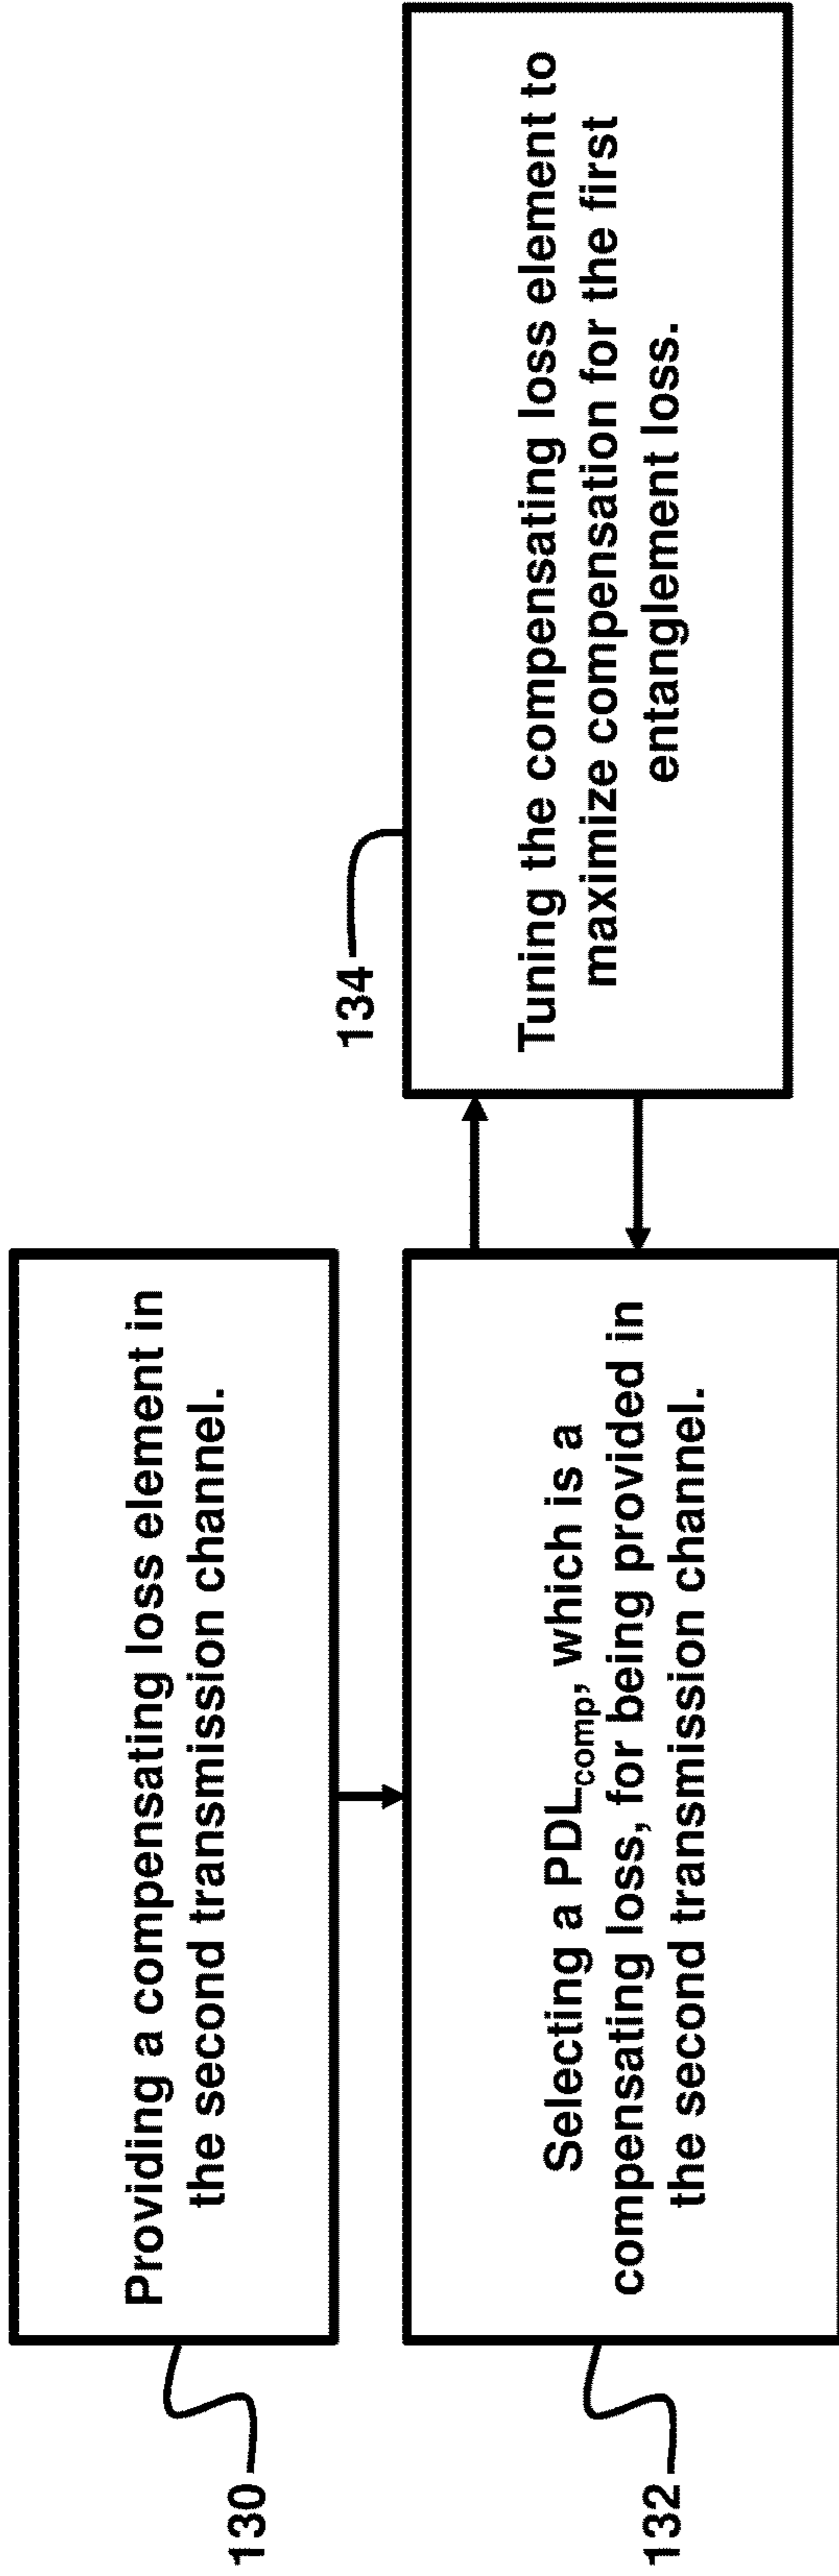 130
Providing a compensating loss element in
the second transmission channel.
132
Selecting a PDLcomp, which is a
compensating loss, for being provided in
the second transmission channel.
134
Tuning the compensating loss element to
maximize compensation for the first
entanglement loss.